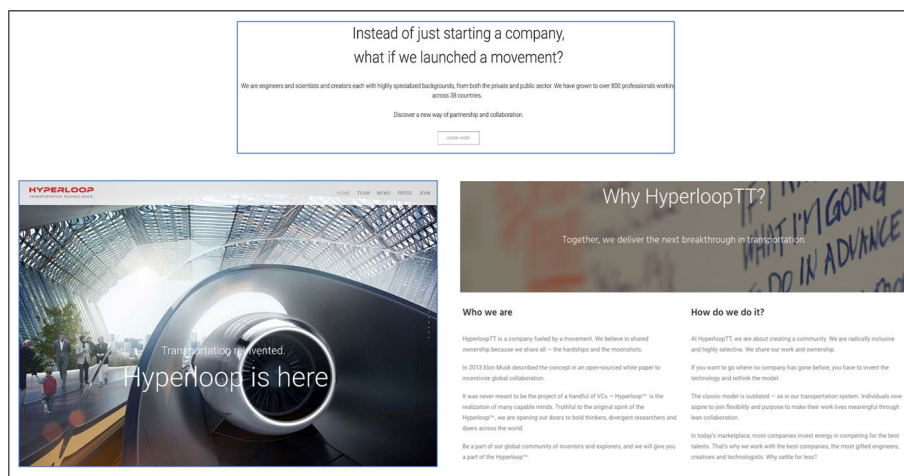 Instead of just starting a company,
what if we launched a movement?
We are engineers and scientists and creators each with highly specialized backgrounds, from both the private and public sector. We have grown to over 800 professionals working
across 38 countries.
Discover a new way of partnership and collaboration.
LEARN MORE
HYPERLOOP
TRANSPORTATION TECHNOLOGIES
HOME TEAM NEWS PRESS JOIN
Transportation reinvented.
Hyperloop is here
Why HyperloopTT?
Together, we deliver the next breakthrough in transportation.
WHAT I'M GOING
DO IN ADVANCE
Who we are
HyperloopTT is a company fueled by a movement. We believe in shared
ownership because we share all — the hardships and the moonshots.
In 2013 Elon Musk described the concept in an open-sourced white paper to
incentivize global collaboration.
It was never meant to be the project of a handful of VCs — Hyperloop™ is the
realization of many capable minds. Truthful to the original spirit of the
Hyperloop™, we are opening our doors to bold thinkers, divergent researchers and
doers across the world.
Be a part of our global community of inventors and explorers, and we will give you
a part of the Hyperloop™.
How do we do it?
At HyperloopTT, we are about creating a community. We are radically inclusive
and highly selective. We share our work and ownership.
If you want to go where no company has gone before, you have to invent the
technology and rethink the model.
The classic model is outdated — as is our transportation system. Individuals now
aspire to join flexibility and purpose to make their work lives meaningful through
lean collaboration.
In today's marketplace, most companies invest energy in competing for the best
talents. That's why we work with the best companies, the most gifted engineers,
creatives and technologists. Why settle for less?